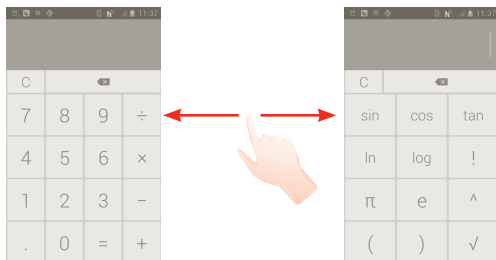 11:37
C
7 8 9 ÷
4 5 6 ×
1 2 3 −
. 0 = +
11:37
C
sin cos tan
ln log !
π e ^
( ) √